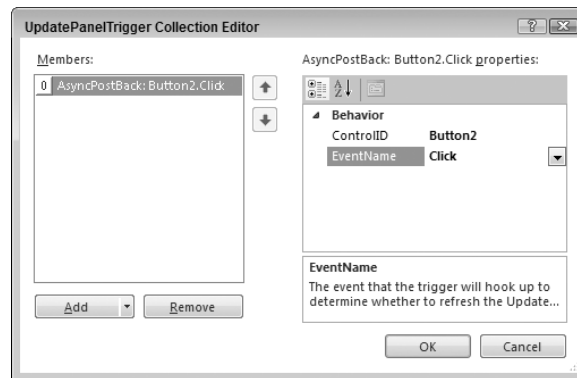 UpdatePanelTrigger Collection Editor
Members:
0 AsyncPostBack: Button2.Click
Add
Remove
AsyncPostBack: Button2.Click properties:
Behavior
ControlID Button2
EventName Click
EventName
The event that the trigger will hook up to
determine whether to refresh the Update...
OK
Cancel